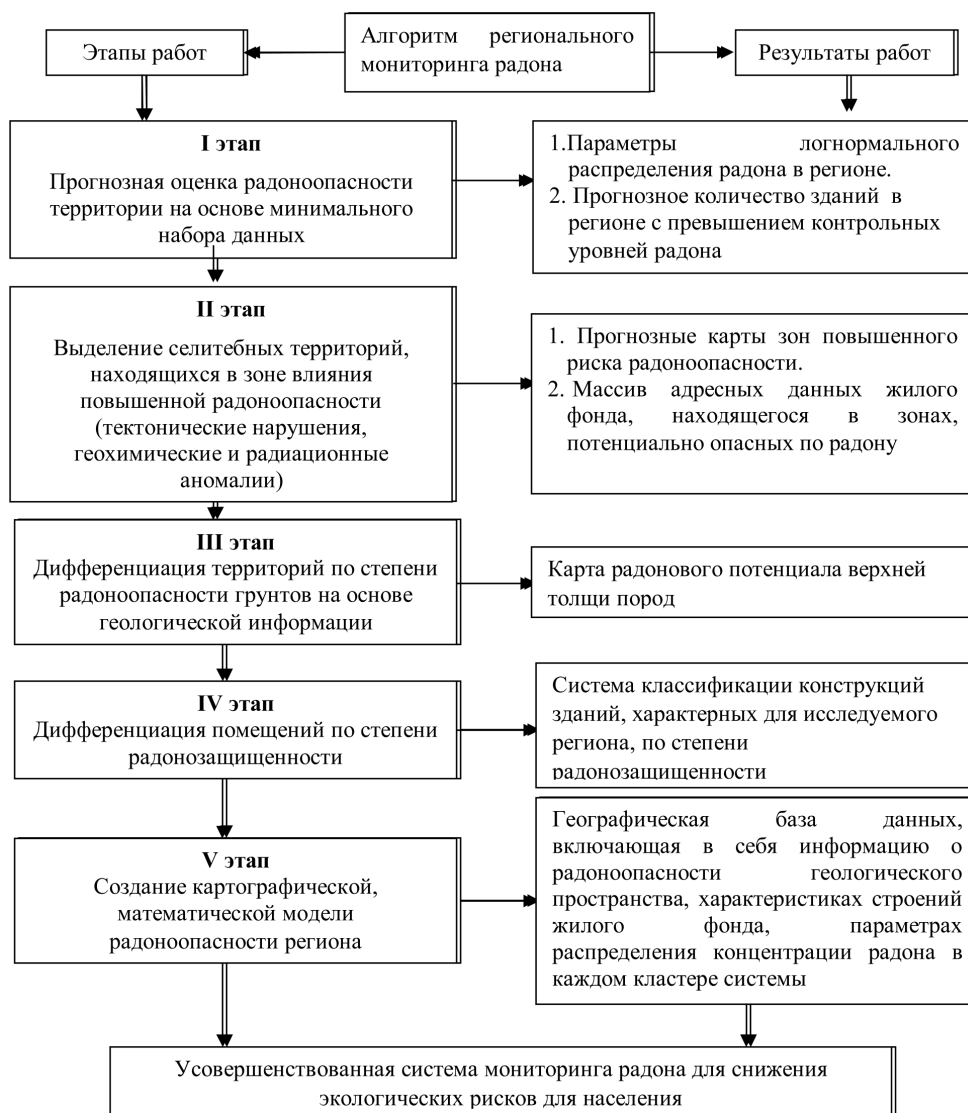 Этапы работ
Алгоритм регионального
мониторинга радона
Результаты работ
I этап
Прогнозная оценка радоноопасности
территории на основе минимального
набора данных
1.Параметры логнормального
распределения радона в регионе.
2. Прогнозное количество зданий в
регионе с превышением контрольных
уровней радона
II этап
Выделение селитебных территорий,
находящихся в зоне влияния
повышенной радоноопасности
(тектонические нарушения,
геохимические и радиационные
аномалии)
1. Прогнозные карты зон повышенного
риска радоноопасности.
2. Массив адресных данных жилого
фонда, находящегося в зонах,
потенциально опасных по радону
III этап
Дифференциация территорий по степени
радоноопасности грунтов на основе
геологической информации
Карта радонового потенциала верхней
толщи пород
IV этап
Дифференциация помещений по степени
радонозащищенности
Система классификации конструкций
зданий, характерных для исследуемого
региона, по степени
радонозащищенности
V этап
Создание картографической,
математической модели
радоноопасности региона
Географическая база данных,
включающая в себя информацию о
радоноопасности геологического
пространства, характеристиках строений
жилого фонда, параметрах
распределения концентрации радона в
каждом кластере системы
Усовершенствованная система мониторинга радона для снижения
экологических рисков для населения